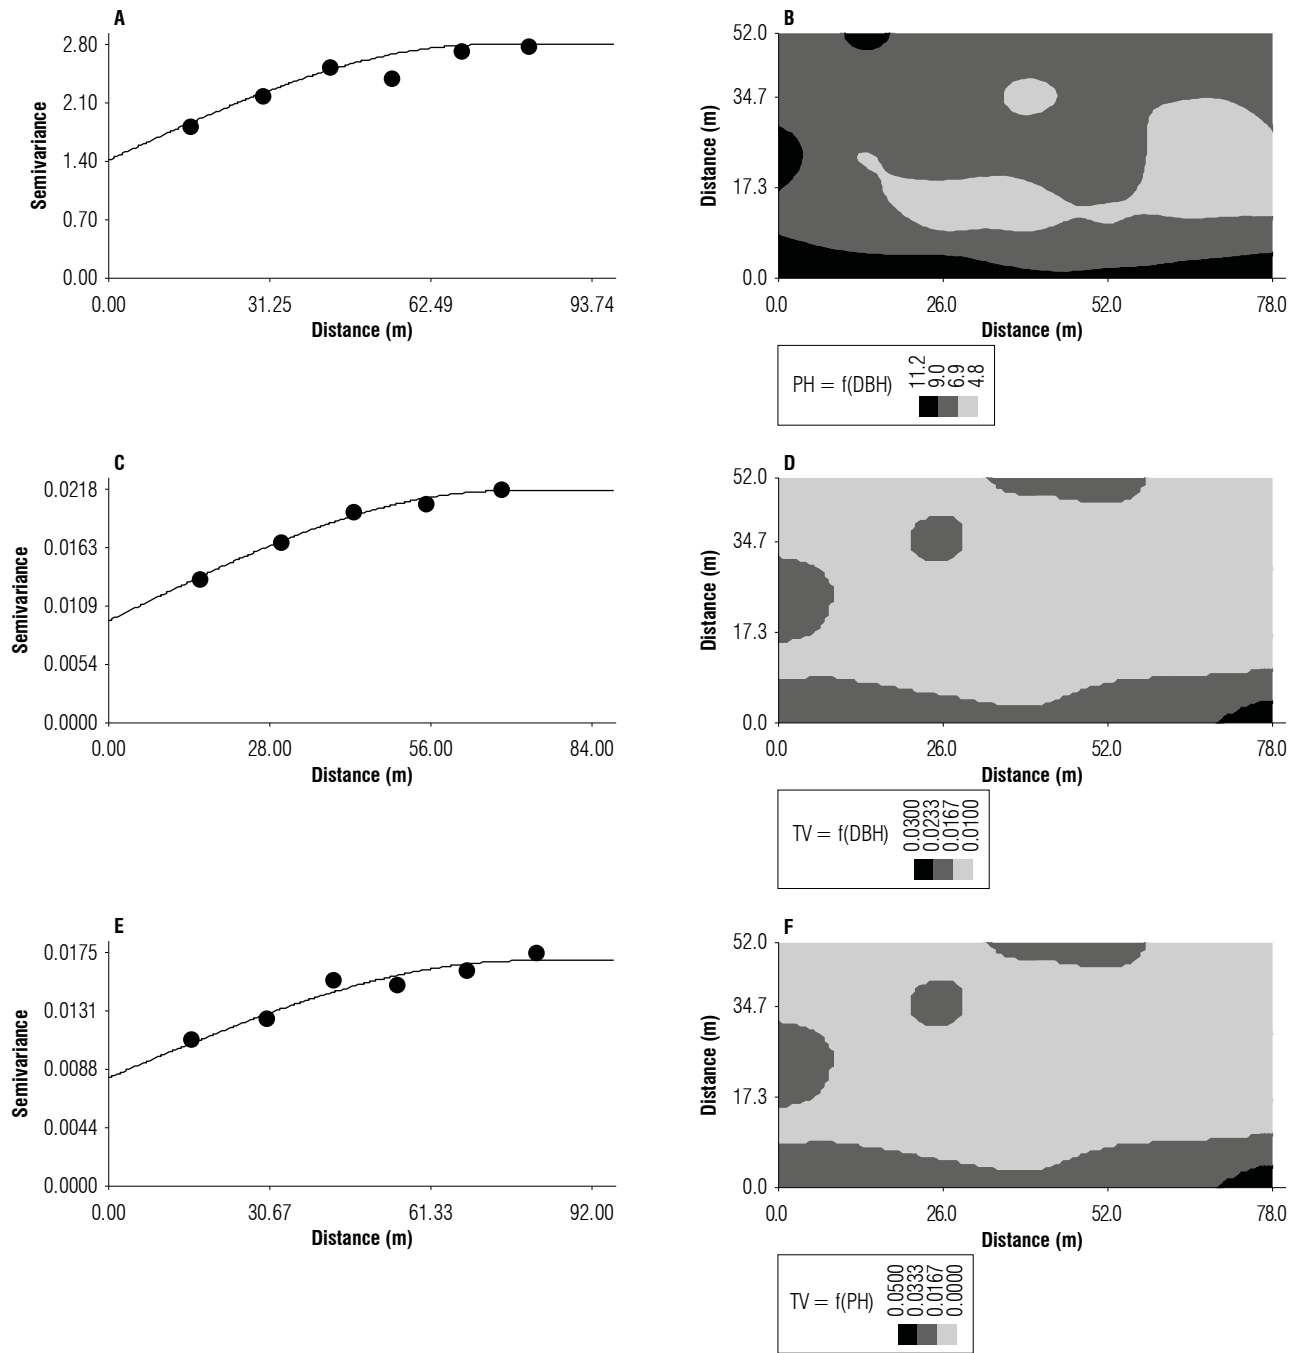 A
Semivariance
2.80
2.10
1.40
0.70
0.00
0.00 31.25 62.49 93.74
Distance (m)
B
Distance (m)
52.0
34.7
17.3
0.0
0.0 26.0 52.0 78.0
Distance (m)
PH = f(DBH)
11.2
9.0
6.9
4.8
C
Semivariance
0.0218
0.0163
0.0109
0.0054
0.0000
0.00 28.00 56.00 84.00
Distance (m)
D
Distance (m)
52.0
34.7
17.3
0.0
0.0 26.0 52.0 78.0
Distance (m)
TV = f(DBH)
0.0300
0.0233
0.0167
0.0100
E
Semivariance
0.0175
0.0131
0.0088
0.0044
0.0000
0.00 30.67 61.33 92.00
Distance (m)
F
Distance (m)
52.0
34.7
17.3
0.0
0.0 26.0 52.0 78.0
Distance (m)
TV = f(PH)
0.0500
0.0333
0.0167
0.0000